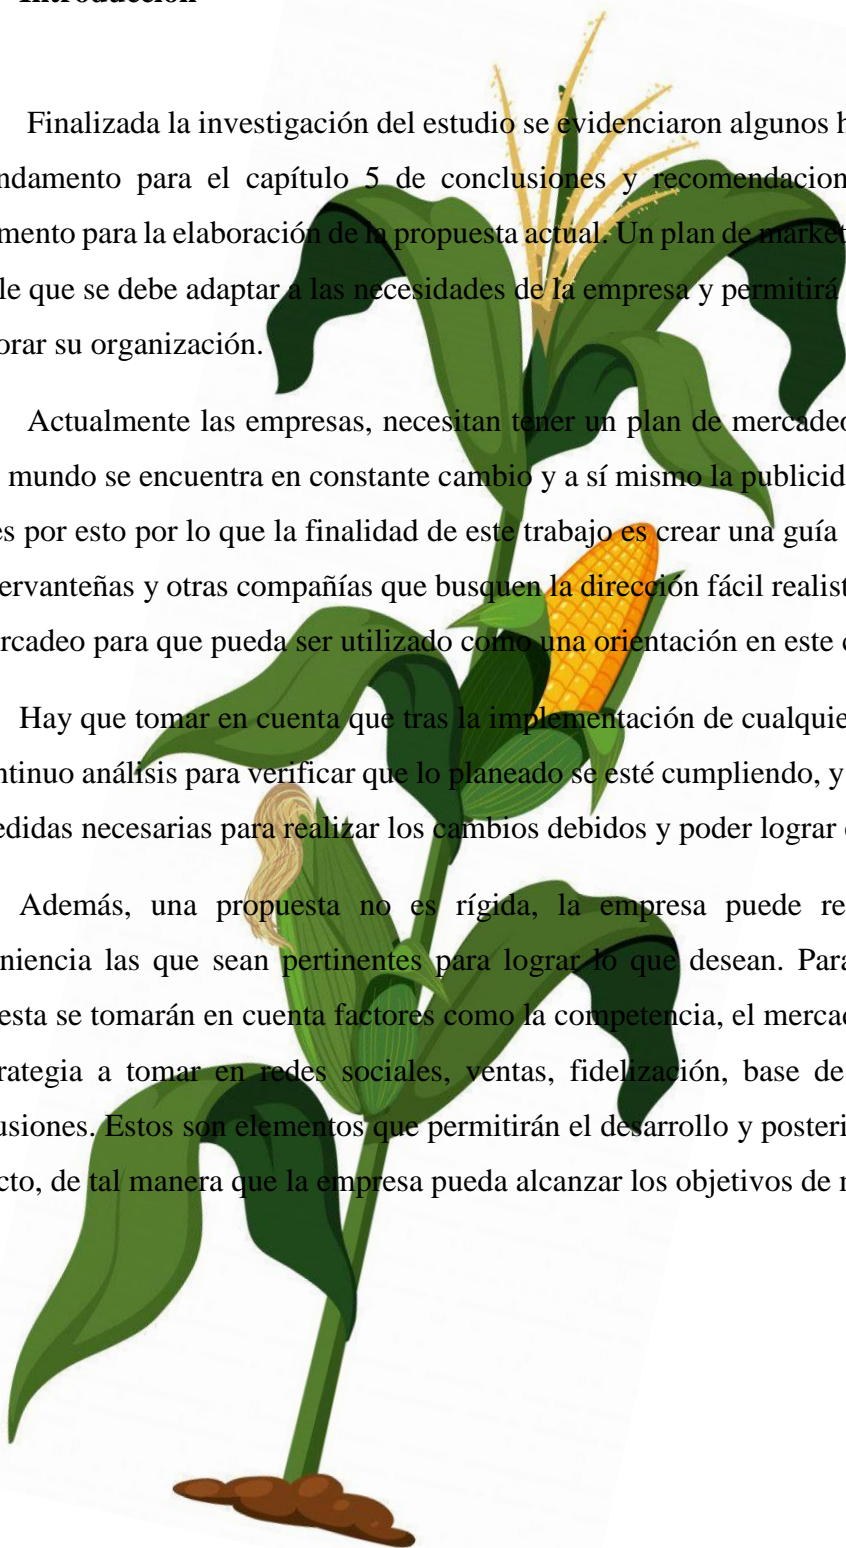 Introducción
Finalizada la investigación del estudio se evidenciaron algunos h
ndamento para el capítulo 5 de conclusiones y recomendacion
mento para la elaboración de la propuesta actual. Un plan de market
le que se debe adaptar a las necesidades de la empresa y permitirá
orar su organización.
Actualmente las empresas, necesitan tener un plan de mercadeo
mundo se encuentra en constante cambio y a sí mismo la publicid
es por esto por lo que la finalidad de este trabajo es crear una guía
ervanteñas y otras compañías que busquen la dirección fácil realist
rcadeo para que pueda ser utilizado como una orientación en este
Hay que tomar en cuenta que tras la implementación de cualquie
ntinuo análisis para verificar que lo planeado se esté cumpliendo, y
edidas necesarias para realizar los cambios debidos y poder lograr
Además, una propuesta no es rígida, la empresa puede re
niencia las que sean pertinentes para lograr lo que desean. Para
esta se tomarán en cuenta factores como la competencia, el mercad
rategia a tomar en redes sociales, ventas, fidelización, base de
usiones. Estos son elementos que permitirán el desarrollo y posteri
cto, de tal manera que la empresa pueda alcanzar los objetivos de